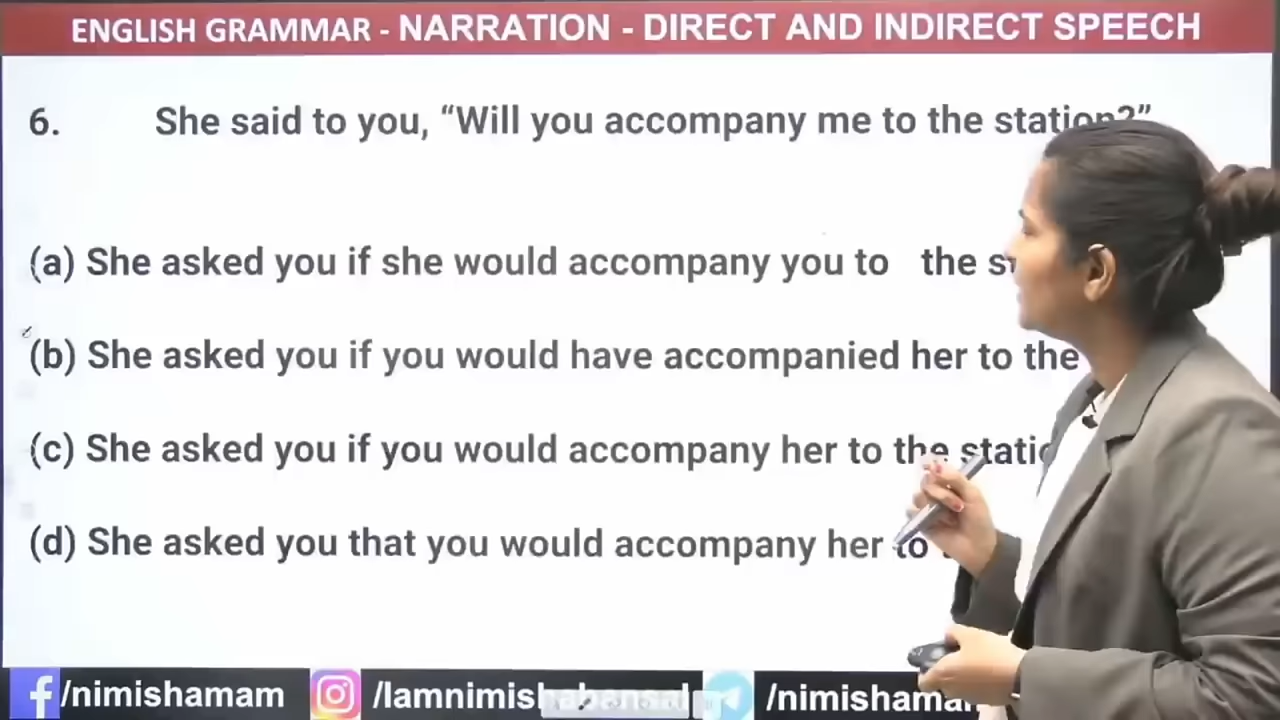 ENGLISH GRAMMAR - NARRATION - DIRECT AND INDIRECT SPEECH
6. She said to you, “Will you accompany me to the station?”
(a) She asked you if she would accompany you to the
(b) She asked you if you would have accompanied her to the
(c) She asked you if you would accompany her to the
(d) She asked you that you would accompany her to
/nimishamam /Iamnimishabansal